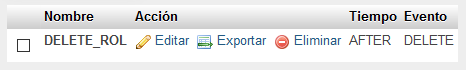 Nombre Acción Tiempo Evento
DELETE_ROL Editar Exportar Eliminar AFTER DELETE